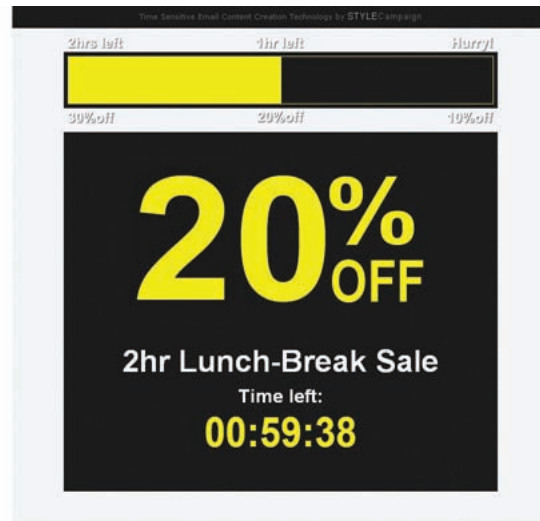 Time Sensitive Email Content Creation Technology by STYLECampaign
2hrs left 1hr left Hurry!
30%off 20%off 10%off
20% OFF
2hr Lunch-Break Sale
Time left:
00:59:38